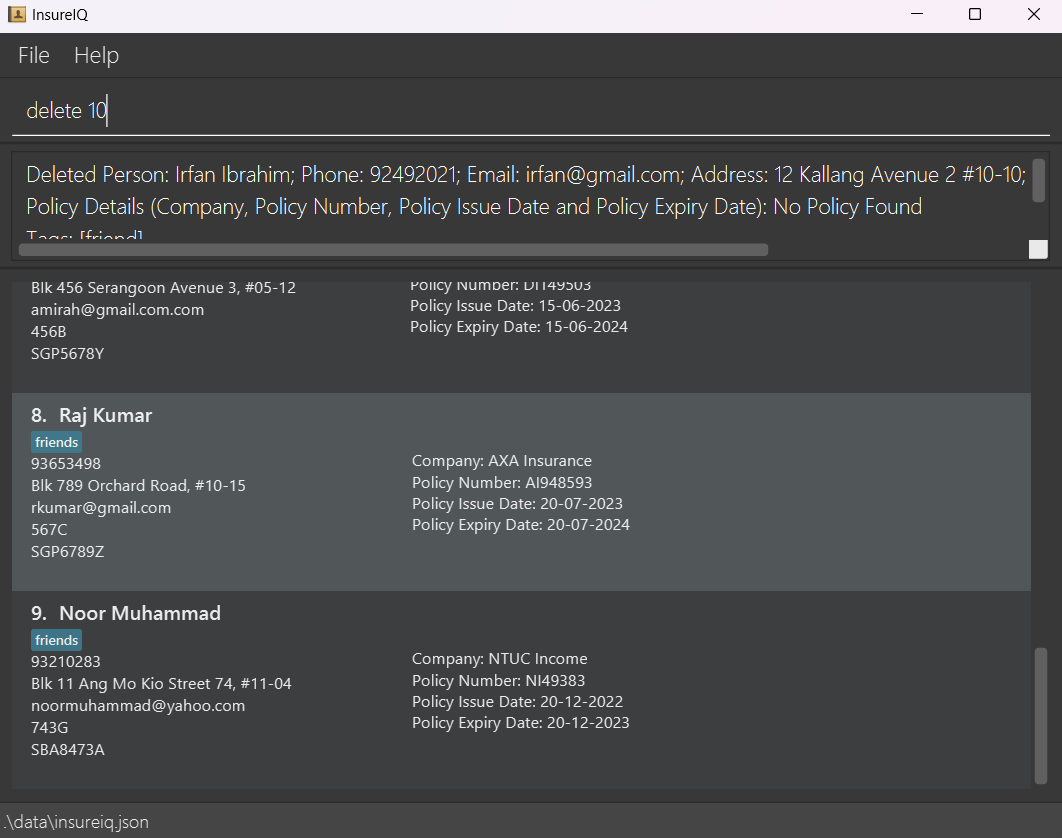 InsureIQ
File Help
delete 10
Deleted Person: Irfan Ibrahim; Phone: 92492021; Email: irfan@gmail.com; Address: 12 Kallang Avenue 2 #10-10;
Policy Details (Company, Policy Number, Policy Issue Date and Policy Expiry Date): No Policy Found
Tags: [friend]
Blk 456 Serangoon Avenue 3, #05-12
amirah@gmail.com.com
456B
SGP5678Y
Policy Number: DI149503
Policy Issue Date: 15-06-2023
Policy Expiry Date: 15-06-2024
8. Raj Kumar
friends
93653498
Blk 789 Orchard Road, #10-15
rkumar@gmail.com
567C
SGP6789Z
Company: AXA Insurance
Policy Number: AI948593
Policy Issue Date: 20-07-2023
Policy Expiry Date: 20-07-2024
9. Noor Muhammad
friends
93210283
Blk 11 Ang Mo Kio Street 74, #11-04
noormuhammad@yahoo.com
743G
SBA8473A
Company: NTUC Income
Policy Number: NI49383
Policy Issue Date: 20-12-2022
Policy Expiry Date: 20-12-2023
.\data\insureiq.json